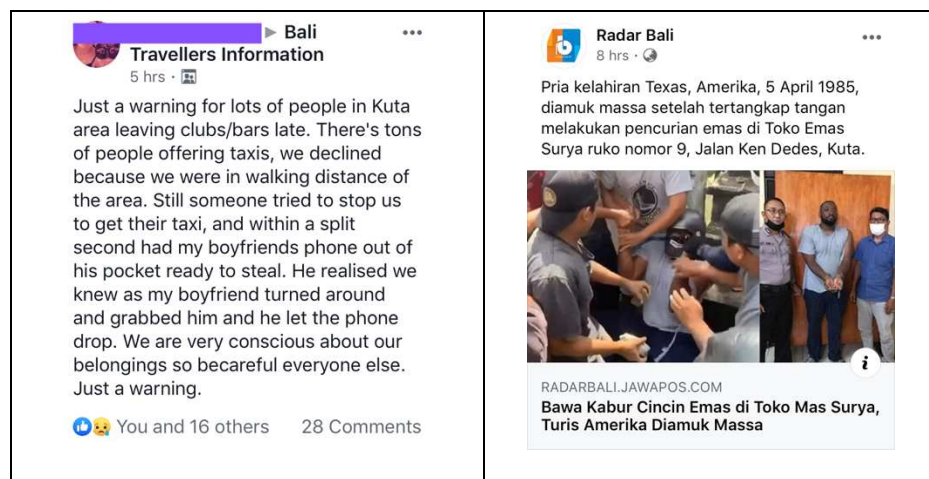 ▶ Bali
Travellers Information
5 hrs ·
Just a warning for lots of people in Kuta
area leaving clubs/bars late. There's tons
of people offering taxis, we declined
because we were in walking distance of
the area. Still someone tried to stop us
to get their taxi, and within a split
second had my boyfriends phone out of
his pocket ready to steal. He realised we
knew as my boyfriend turned around
and grabbed him and he let the phone
drop. We are very conscious about our
belongings so becareful everyone else.
Just a warning.
You and 16 others 28 Comments
Radar Bali
8 hrs ·
Pria kelahiran Texas, Amerika, 5 April 1985,
diamuk massa setelah tertangkap tangan
melakukan pencurian emas di Toko Emas
Surya ruko nomor 9, Jalan Ken Dedes, Kuta.
RADARBALI.JAWAPOS.COM
Bawa Kabur Cincin Emas di Toko Mas Surya,
Turis Amerika Diamuk Massa